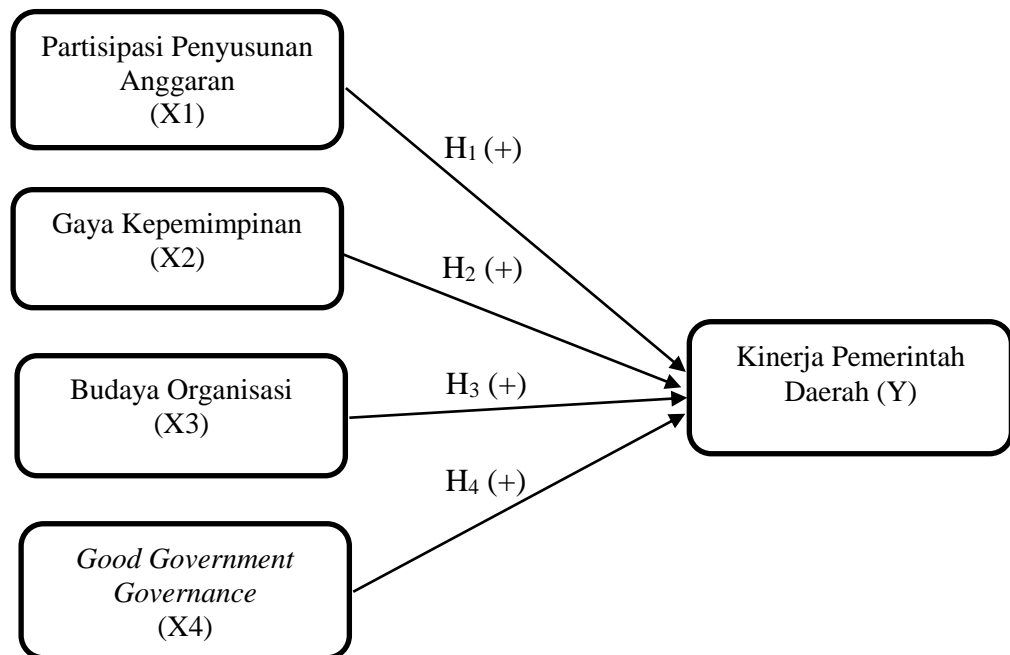 Partisipasi Penyusunan
Anggaran
(X1)
H₁ (+)
Gaya Kepemimpinan
(X2)
H₂ (+)
Kinerja Pemerintah
Daerah (Y)
Budaya Organisasi
(X3)
H₃ (+)
H₄ (+)
Good Government
Governance
(X4)